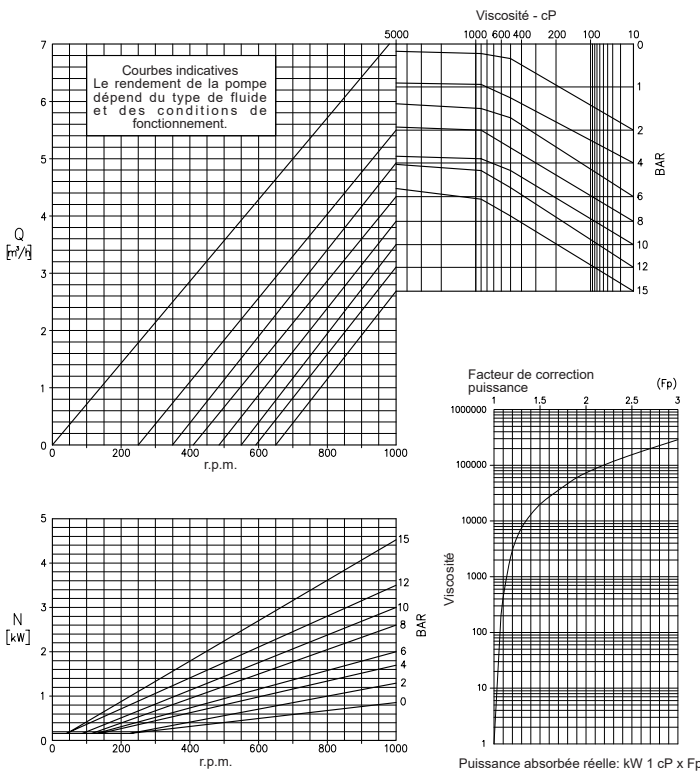 Viscosité - cP
5000 1000 600 400 200 100 10
7
6
5
4
3
2
1
0
Q
[m³/h]
Courbes indicatives
Le rendement de la pompe
dépend du type de fluide
et des conditions de
fonctionnement.
0
1
2
4
6
8
10
12
15
BAR
0 200 400 600 800 1000
r.p.m.
5
4
3
2
1
0
N
[kW]
15
12
10
8
6
4
2
0
BAR
0 200 400 600 800 1000
r.p.m.
Facteur de correction
puissance
(Fp)
1 1.5 2 2.5 3
1000000
100000
10000
1000
100
10
1
Viscosité
Puissance absorbée réelle: kW 1 cP x Fp